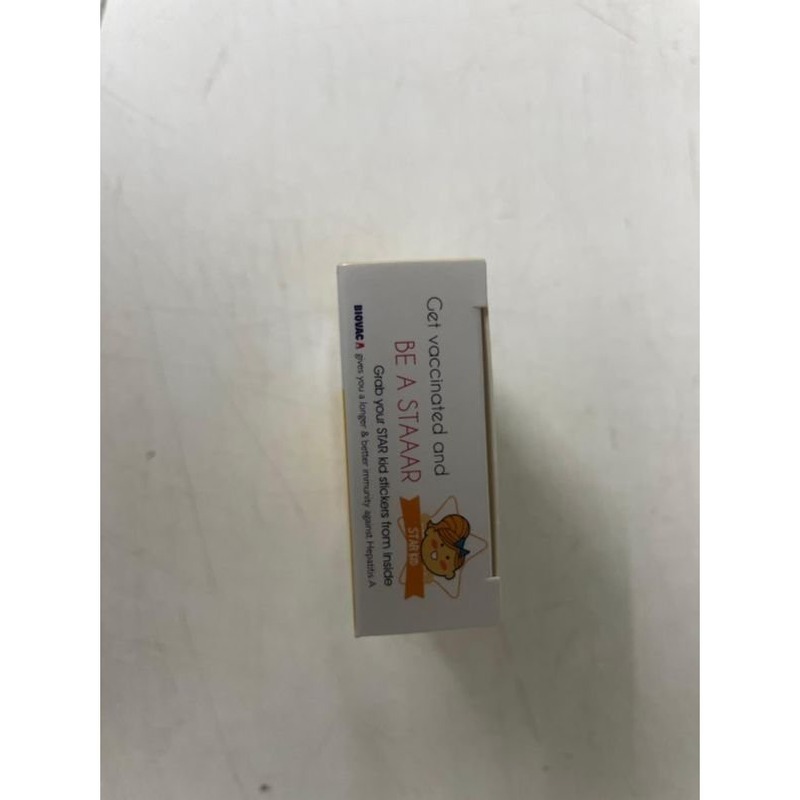 Get vaccinated and
BE A STAAAR
Grab your STAR kid stickers from inside
BIOVAC A gives you a longer & better immunity against Hepatitis A
STAR KID